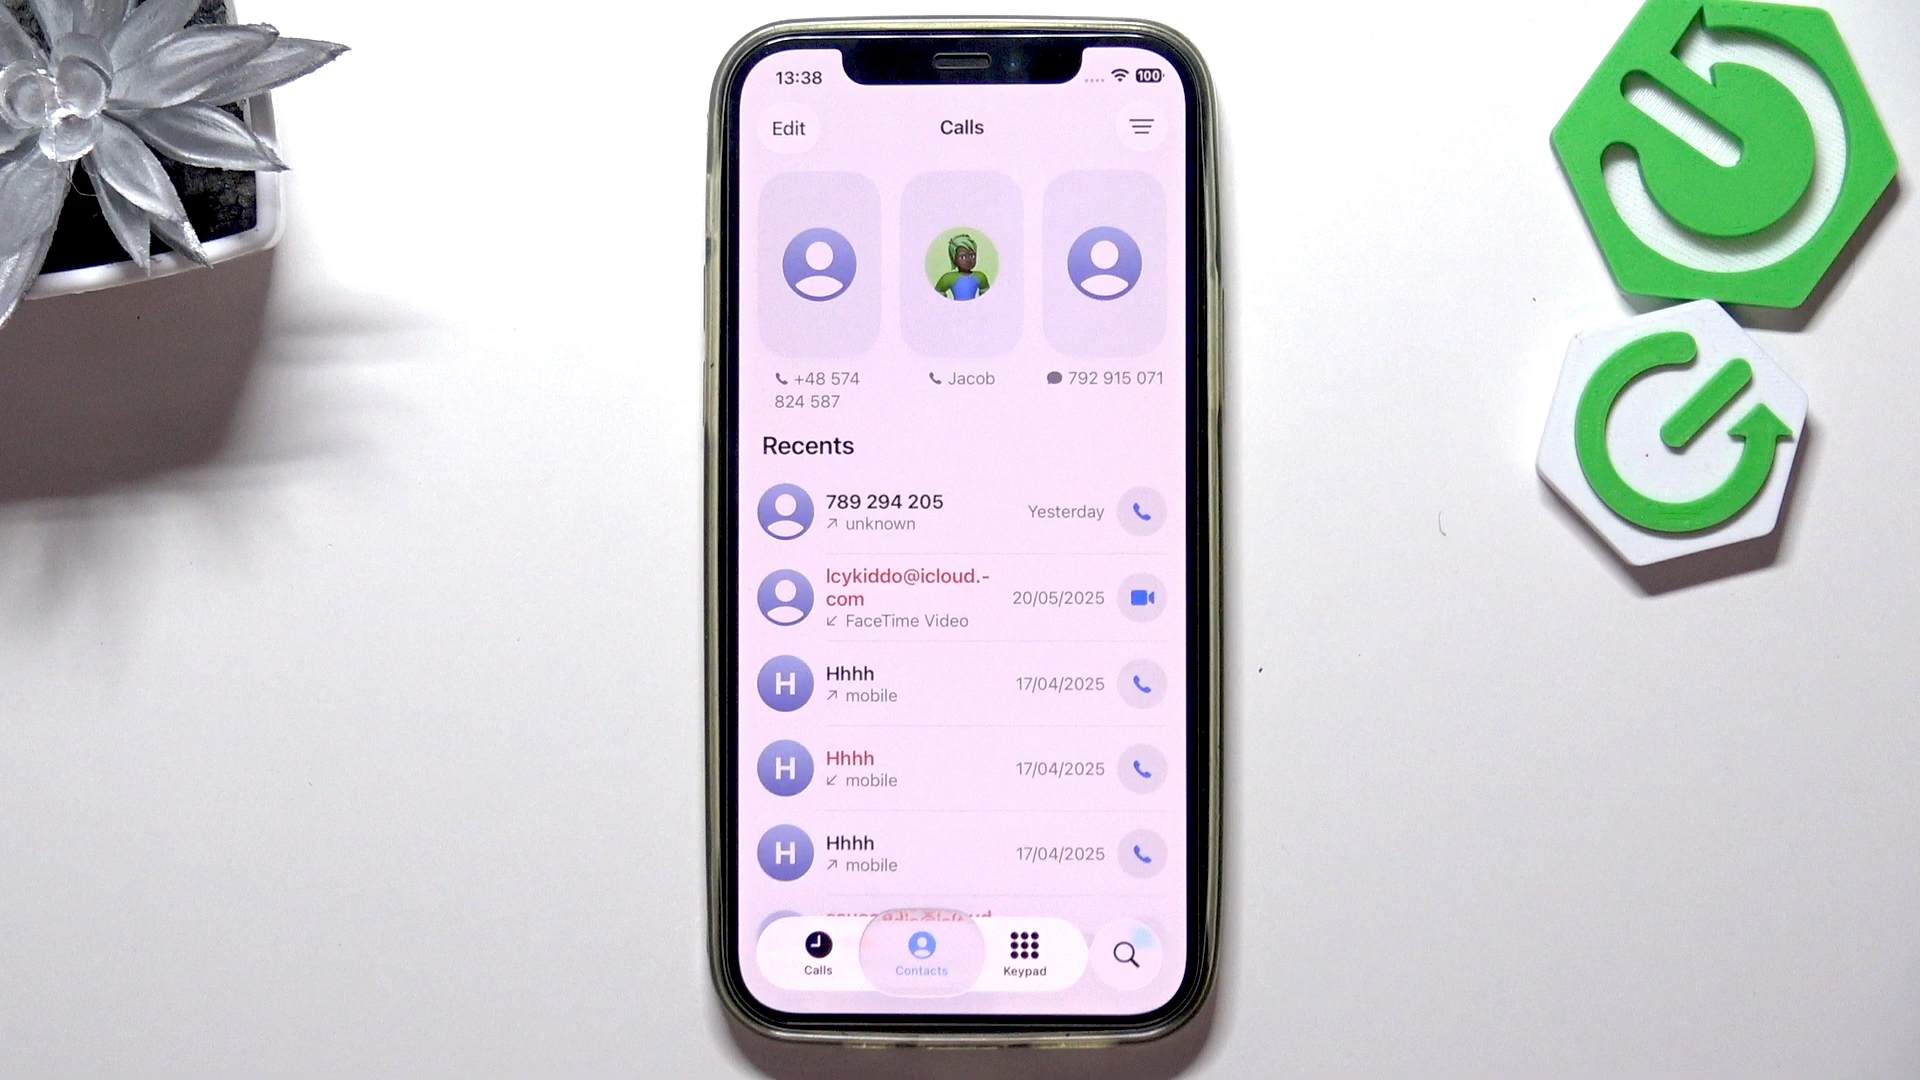 13:38
100
Edit
Calls
+48 574
824 587
Jacob
792 915 071
Recents
789 294 205
unknown
Yesterday
lcykiddo@icloud.-
com
FaceTime Video
20/05/2025
H
Hhhh
mobile
17/04/2025
H
Hhhh
mobile
17/04/2025
H
Hhhh
mobile
17/04/2025
Calls
Contacts
Keypad